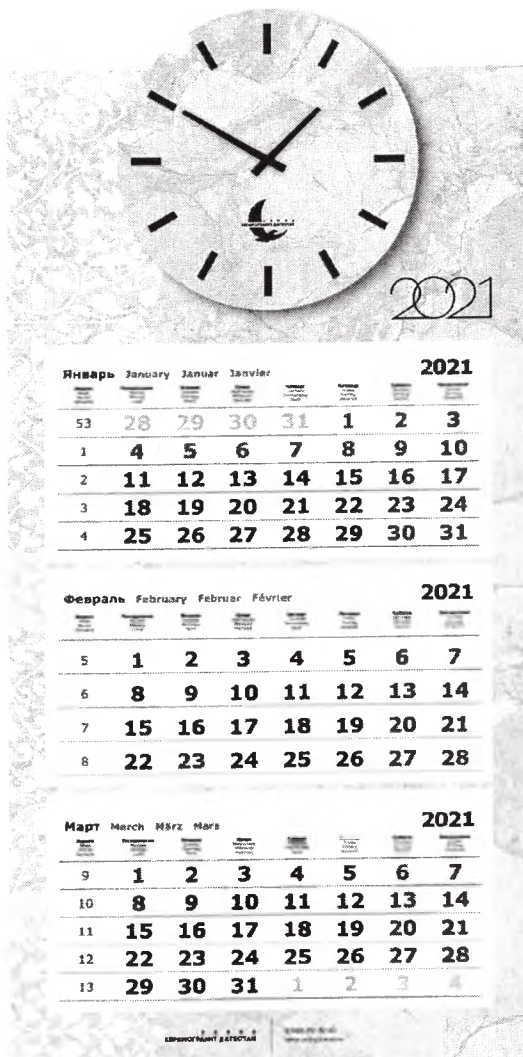 КЕРАМОГРАНИТ ДАГЕСТАН
2021
Январь January Januar Janvier 2021
53 28 29 30 31 1 2 3
1 4 5 6 7 8 9 10
2 11 12 13 14 15 16 17
3 18 19 20 21 22 23 24
4 25 26 27 28 29 30 31
Февраль February Februar Février 2021
5 1 2 3 4 5 6 7
6 8 9 10 11 12 13 14
7 15 16 17 18 19 20 21
8 22 23 24 25 26 27 28
Март March März Mars 2021
9 1 2 3 4 5 6 7
10 8 9 10 11 12 13 14
11 15 16 17 18 19 20 21
12 22 23 24 25 26 27 28
13 29 30 31 1 2 3 4
КЕРАМОГРАНИТ ДАГЕСТАН